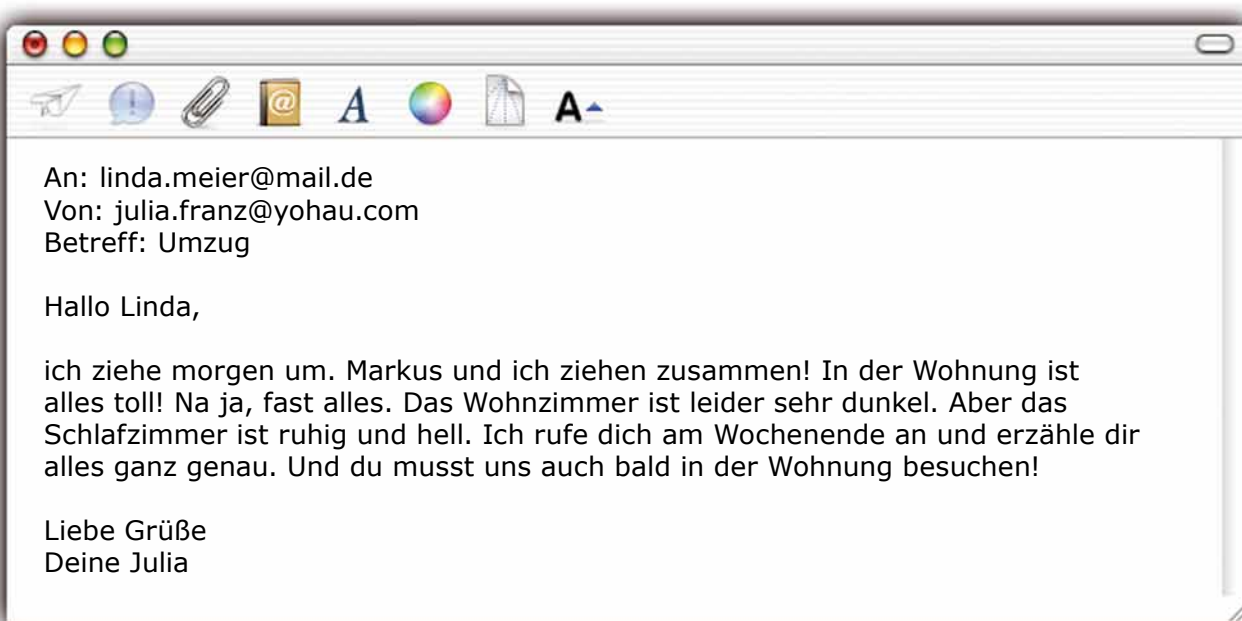 An: linda.meier@mail.de
Von: julia.franz@yohau.com
Betreff: Umzug
Hallo Linda,
ich ziehe morgen um. Markus und ich ziehen zusammen! In der Wohnung ist
alles toll! Na ja, fast alles. Das Wohnzimmer ist leider sehr dunkel. Aber das
Schlafzimmer ist ruhig und hell. Ich rufe dich am Wochenende an und erzähle dir
alles ganz genau. Und du musst uns auch bald in der Wohnung besuchen!
Liebe Grüße
Deine Julia